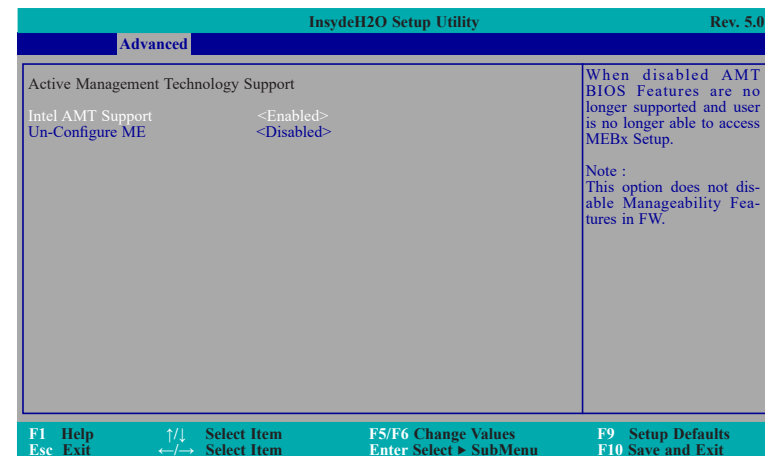 InsydeH2O Setup Utility Rev. 5.0
Advanced
Active Management Technology Support
Intel AMT Support <Enabled>
Un-Configure ME <Disabled>
When disabled AMT
BIOS Features are no
longer supported and user
is no longer able to access
MEBx Setup.
Note :
This option does not dis-
able Manageability Fea-
tures in FW.
F1 Help ↑/↓ Select Item F5/F6 Change Values F9 Setup Defaults
Esc Exit ←/→ Select Item Enter Select ▶ SubMenu F10 Save and Exit